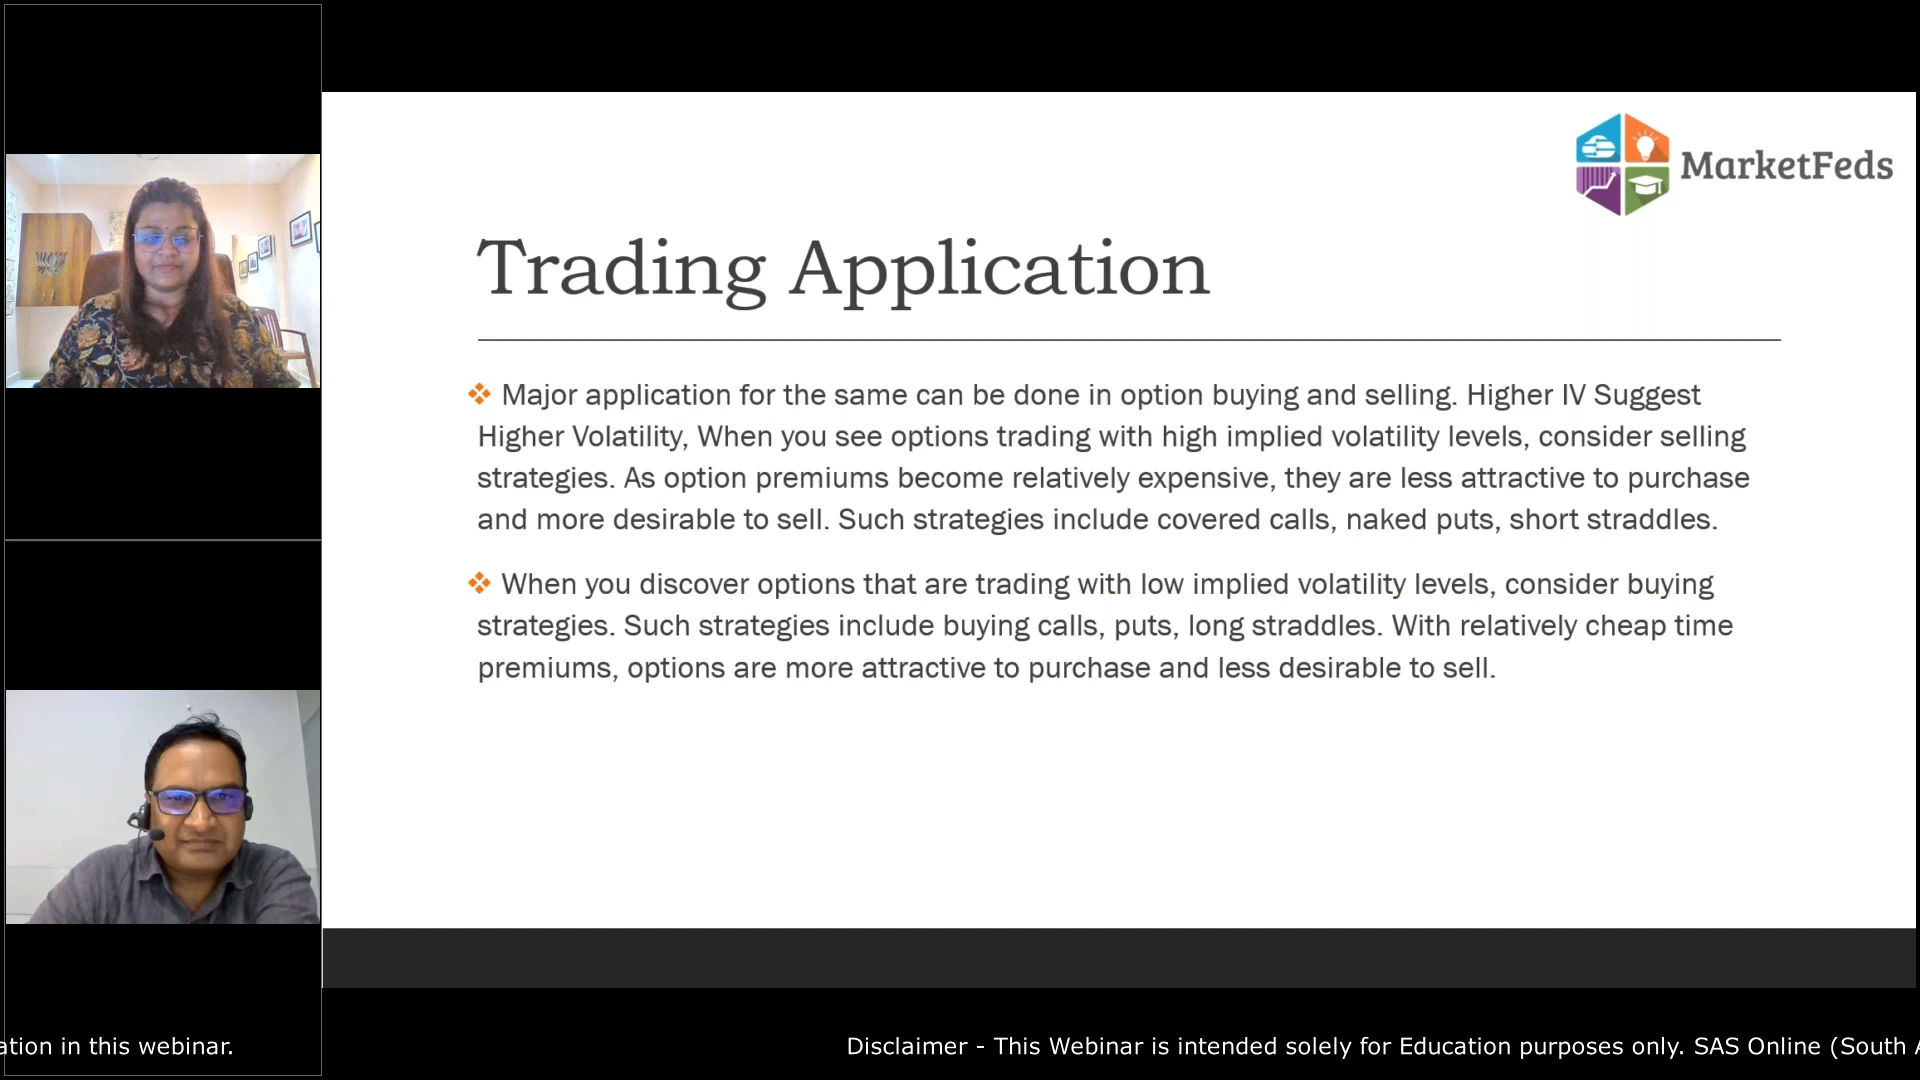 MarketFeds
Trading Application
❖ Major application for the same can be done in option buying and selling. Higher IV Suggest
Higher Volatility, When you see options trading with high implied volatility levels, consider selling
strategies. As option premiums become relatively expensive, they are less attractive to purchase
and more desirable to sell. Such strategies include covered calls, naked puts, short straddles.
❖ When you discover options that are trading with low implied volatility levels, consider buying
strategies. Such strategies include buying calls, puts, long straddles. With relatively cheap time
premiums, options are more attractive to purchase and less desirable to sell.
ation in this webinar. Disclaimer - This Webinar is intended solely for Education purposes only. SAS Online (South A